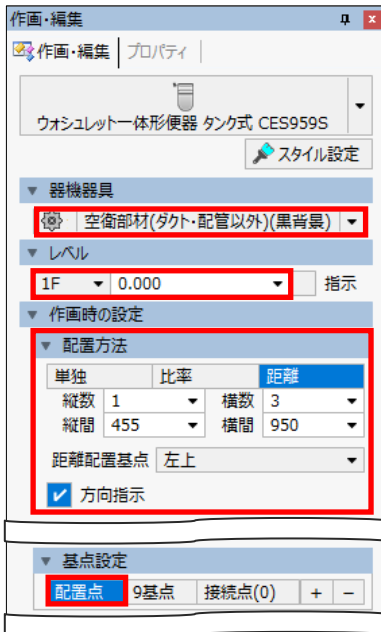 作画・編集
作画・編集 プロパティ
ウォシュレット一体形便器 タンク式 CES959S
スタイル設定
▼ 器機器具
空衛部材(ダクト・配管以外)(黒背景)
▼ レベル
1F 0.000 指示
▼ 作画時の設定
▼ 配置方法
単独 比率 距離
縦数 1 横数 3
縦間 455 横間 950
距離配置基点 左上
方向指示
▼ 基点設定
配置点 9基点 接続点(0) + −